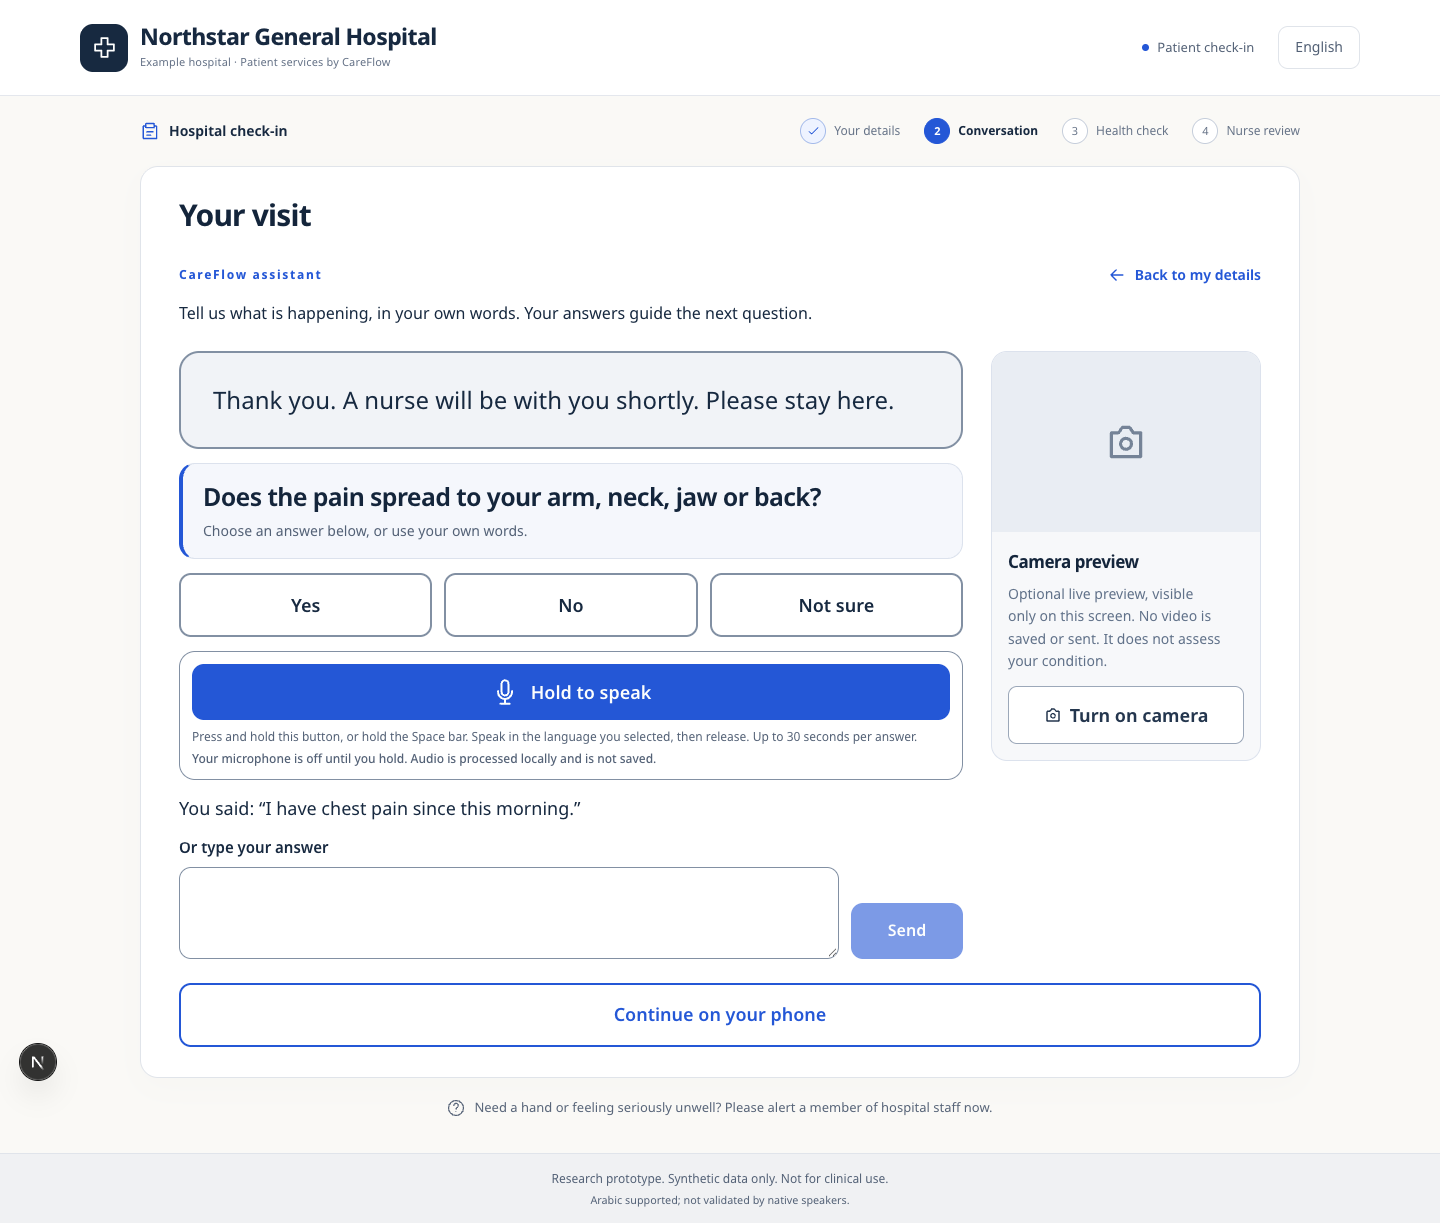 Northstar General Hospital
Example hospital · Patient services by CareFlow
Patient check-in
English
Hospital check-in
Your details
2 Conversation
3 Health check
4 Nurse review
Your visit
CareFlow assistant
Back to my details
Tell us what is happening, in your own words. Your answers guide the next question.
Thank you. A nurse will be with you shortly. Please stay here.
Does the pain spread to your arm, neck, jaw or back?
Choose an answer below, or use your own words.
Yes
No
Not sure
Hold to speak
Press and hold this button, or hold the Space bar. Speak in the language you selected, then release. Up to 30 seconds per answer.
Your microphone is off until you hold. Audio is processed locally and is not saved.
Camera preview
Optional live preview, visible
only on this screen. No video is
saved or sent. It does not assess
your condition.
Turn on camera
You said: “I have chest pain since this morning.”
Or type your answer
Send
Continue on your phone
N
Need a hand or feeling seriously unwell? Please alert a member of hospital staff now.
Research prototype. Synthetic data only. Not for clinical use.
Arabic supported; not validated by native speakers.